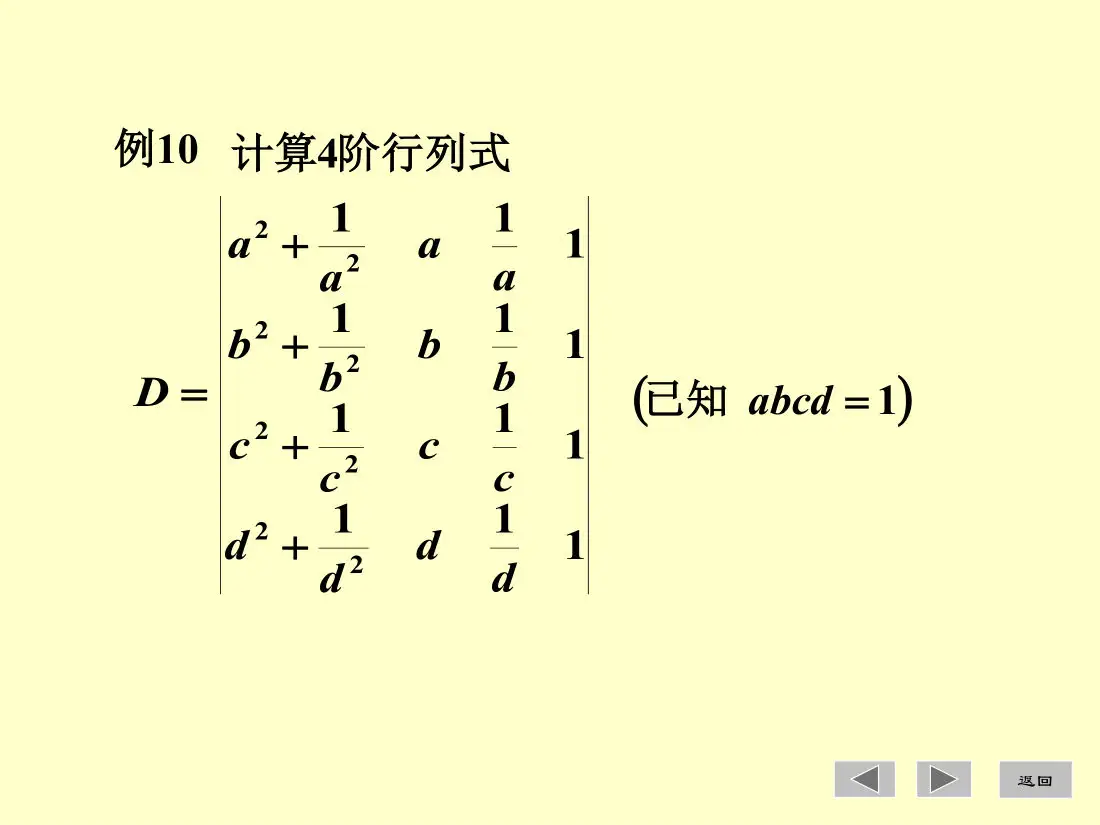 例10 计算4阶行列式
a² + 1/a² a 1/a 1
b² + 1/b² b 1/b 1
D = c² + 1/c² c 1/c 1 (已知 abcd = 1)
d² + 1/d² d 1/d 1
返回